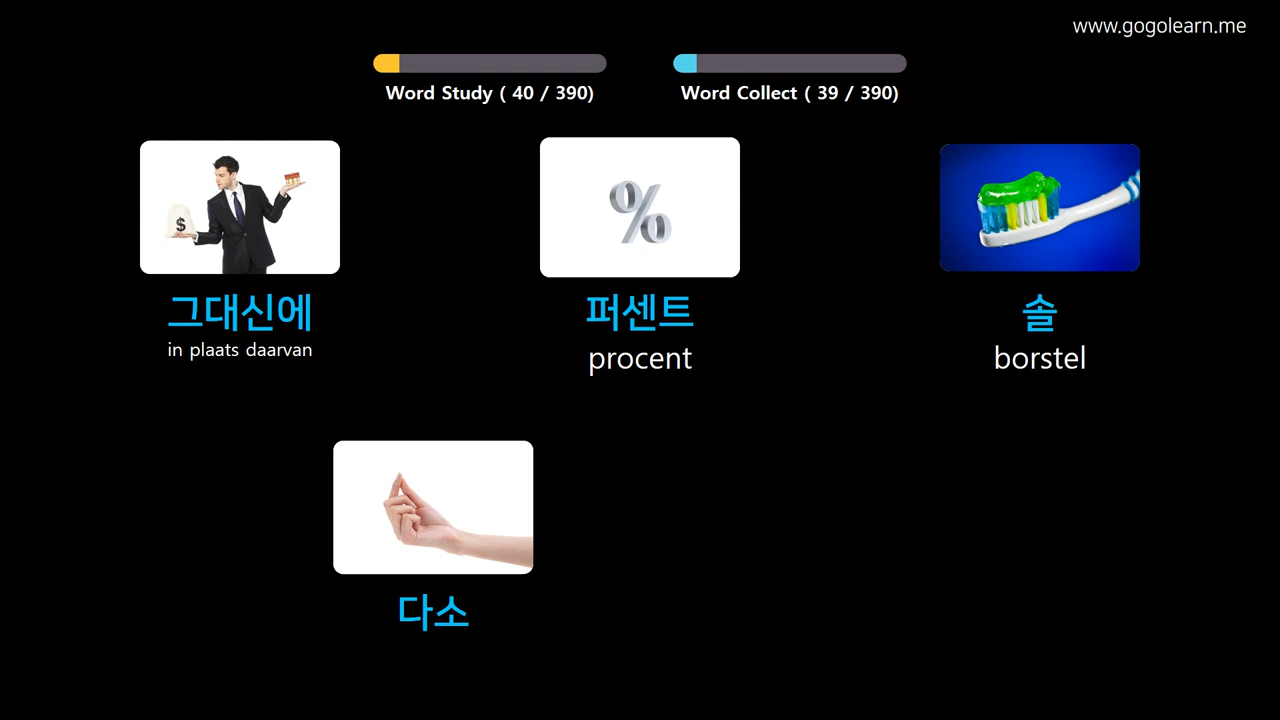 www.gogolearn.me
Word Study ( 40 / 390)
Word Collect ( 39 / 390)
$
%
그대신에
in plaats daarvan
퍼센트
procent
솔
borstel
다소